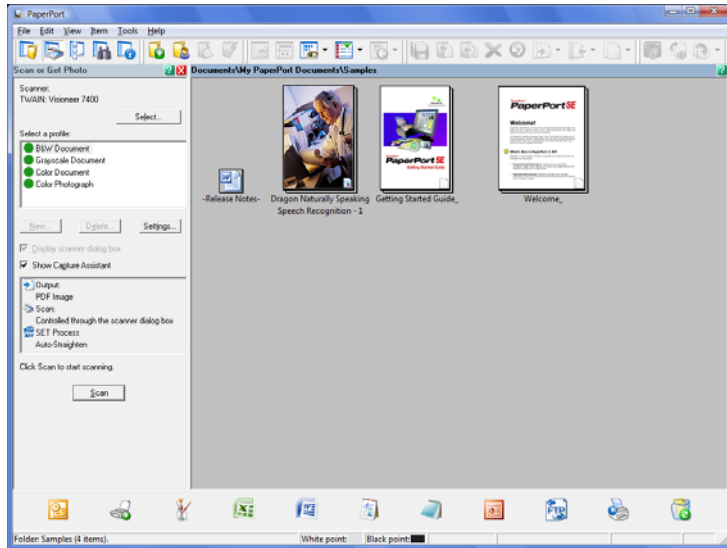 PaperPort
File Edit View Item Tools Help
Scan or Get Photo
Documents\My PaperPort Documents\Samples
Scanner:
TWAIN: Visioneer 7400
Select...
Select a profile:
B&W Document
Grayscale Document
Color Document
Color Photograph
New... Delete... Settings...
Display scanner dialog box
Show Capture Assistant
Output:
PDF Image
Scan:
Controlled through the scanner dialog box
SET Process
Auto-Straighten
Click Scan to start scanning.
Scan
PaperPort SE
Getting Started Guide
PaperPort SE
Welcome!
-Release Notes-
Dragon Naturally Speaking
Speech Recognition - 1
Getting Started Guide_
Welcome_
FTP
Folder: Samples (4 items).
White point:
Black point: